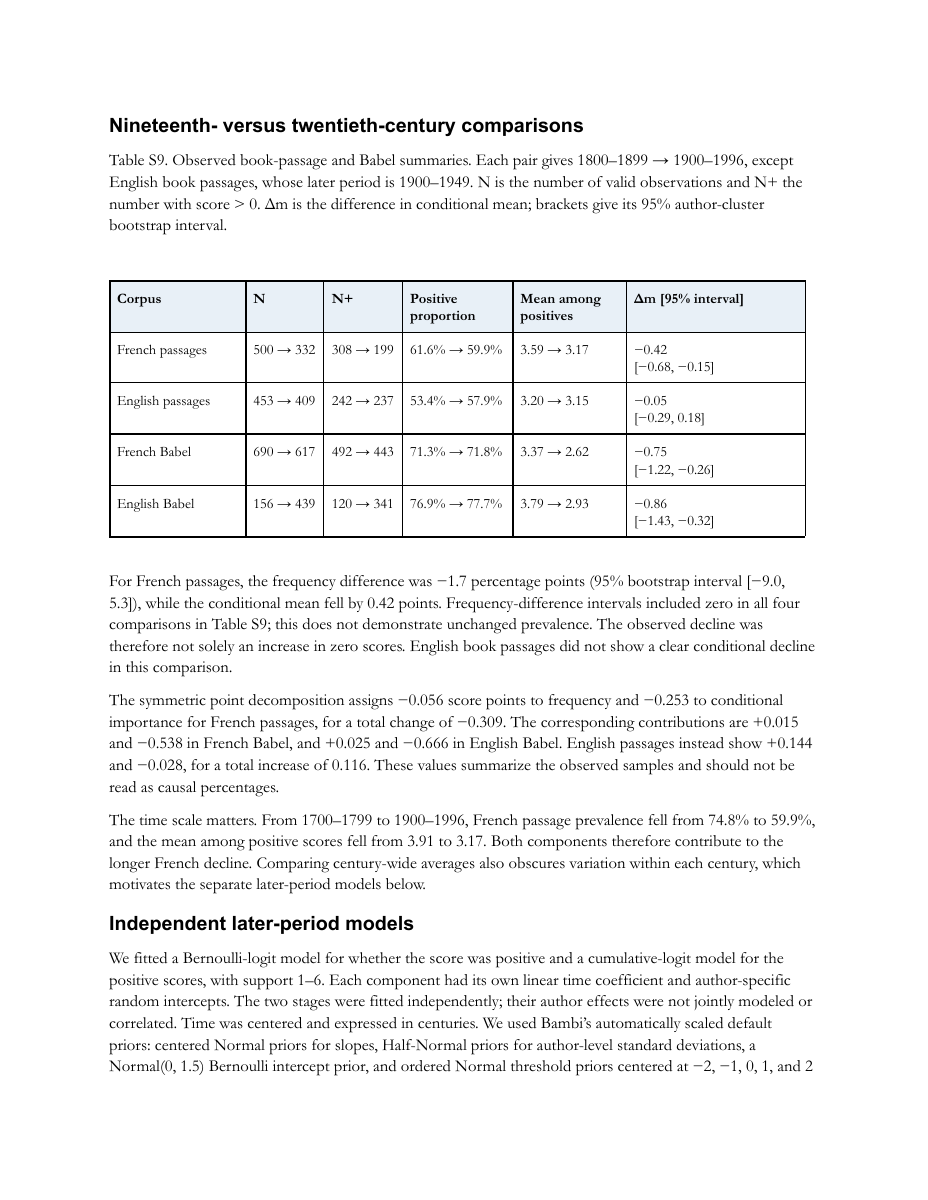 Nineteenth- versus twentieth-century comparisons
Table S9. Observed book-passage and Babel summaries. Each pair gives 1800–1899 → 1900–1996, except
English book passages, whose later period is 1900–1949. N is the number of valid observations and N+ the
number with score > 0. Δm is the difference in conditional mean; brackets give its 95% author-cluster
bootstrap interval.
Corpus N N+ Positive proportion Mean among positives Δm [95% interval]
French passages 500 → 332 308 → 199 61.6% → 59.9% 3.59 → 3.17 −0.42 [−0.68, −0.15]
English passages 453 → 409 242 → 237 53.4% → 57.9% 3.20 → 3.15 −0.05 [−0.29, 0.18]
French Babel 690 → 617 492 → 443 71.3% → 71.8% 3.37 → 2.62 −0.75 [−1.22, −0.26]
English Babel 156 → 439 120 → 341 76.9% → 77.7% 3.79 → 2.93 −0.86 [−1.43, −0.32]
For French passages, the frequency difference was −1.7 percentage points (95% bootstrap interval [−9.0,
5.3]), while the conditional mean fell by 0.42 points. Frequency-difference intervals included zero in all four
comparisons in Table S9; this does not demonstrate unchanged prevalence. The observed decline was
therefore not solely an increase in zero scores. English book passages did not show a clear conditional decline
in this comparison.
The symmetric point decomposition assigns −0.056 score points to frequency and −0.253 to conditional
importance for French passages, for a total change of −0.309. The corresponding contributions are +0.015
and −0.538 in French Babel, and +0.025 and −0.666 in English Babel. English passages instead show +0.144
and −0.028, for a total increase of 0.116. These values summarize the observed samples and should not be
read as causal percentages.
The time scale matters. From 1700–1799 to 1900–1996, French passage prevalence fell from 74.8% to 59.9%,
and the mean among positive scores fell from 3.91 to 3.17. Both components therefore contribute to the
longer French decline. Comparing century-wide averages also obscures variation within each century, which
motivates the separate later-period models below.
Independent later-period models
We fitted a Bernoulli-logit model for whether the score was positive and a cumulative-logit model for the
positive scores, with support 1–6. Each component had its own linear time coefficient and author-specific
random intercepts. The two stages were fitted independently; their author effects were not jointly modeled or
correlated. Time was centered and expressed in centuries. We used Bambi’s automatically scaled default
priors: centered Normal priors for slopes, Half-Normal priors for author-level standard deviations, a
Normal(0, 1.5) Bernoulli intercept prior, and ordered Normal threshold priors centered at −2, −1, 0, 1, and 2